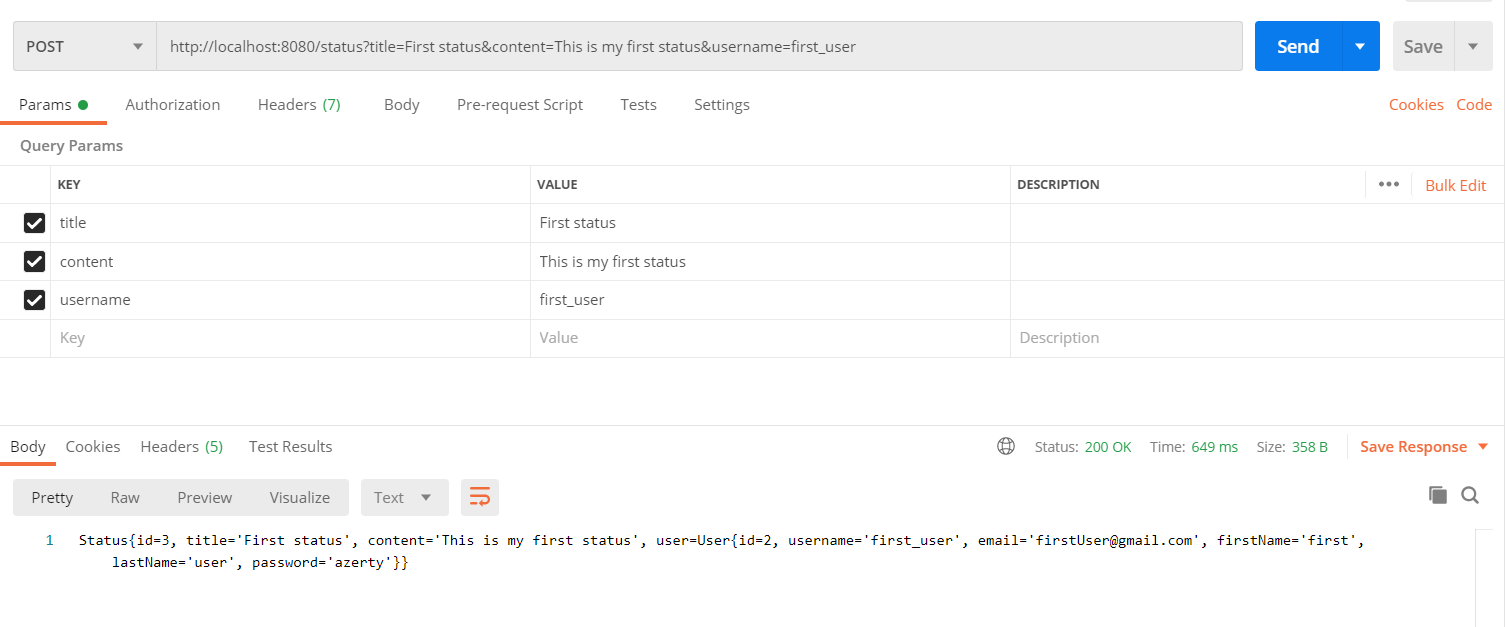 POST http://localhost:8080/status?title=First status&content=This is my first status&username=first_user Send Save
Params Authorization Headers (7) Body Pre-request Script Tests Settings Cookies Code
Query Params
KEY VALUE DESCRIPTION ••• Bulk Edit
title First status
content This is my first status
username first_user
Key Value Description
Body Cookies Headers (5) Test Results Status: 200 OK Time: 649 ms Size: 358 B Save Response
Pretty Raw Preview Visualize Text
1 Status{id=3, title='First status', content='This is my first status', user=User{id=2, username='first_user', email='firstUser@gmail.com', firstName='first',
lastName='user', password='azerty'}}